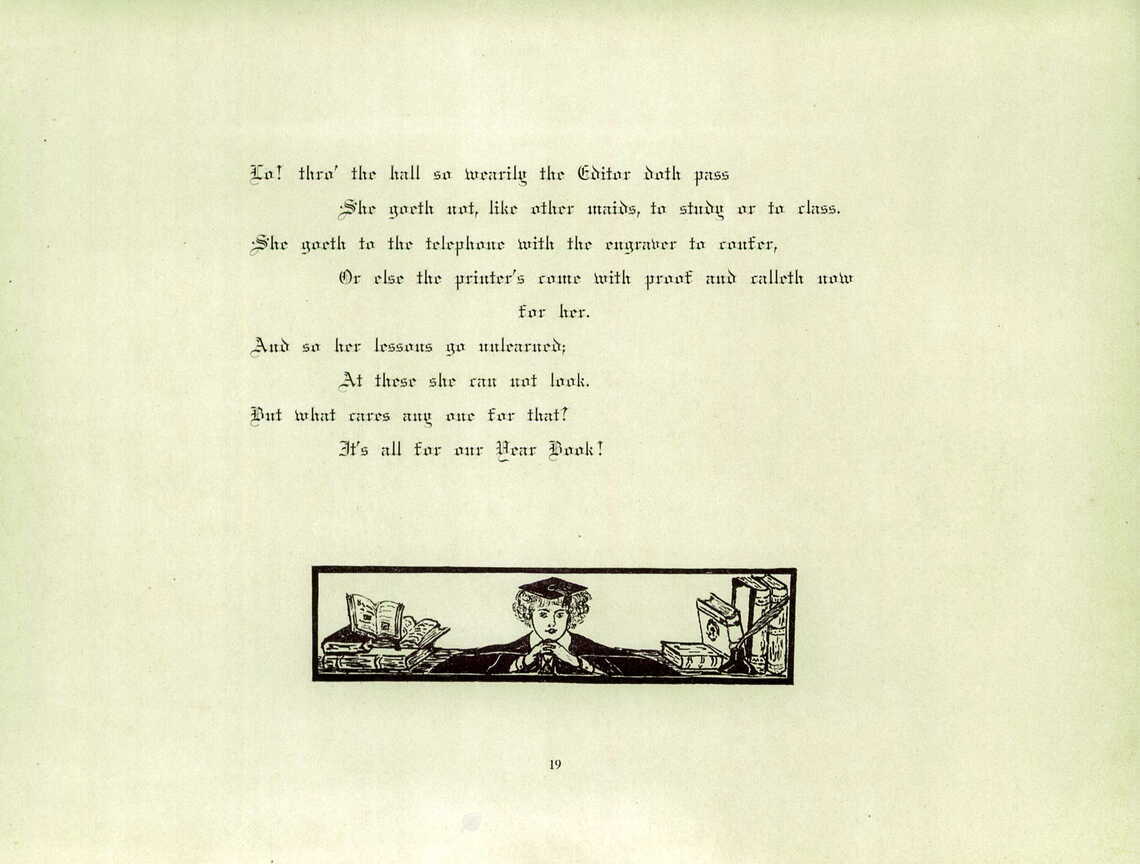 Lo! thro' the hall so wearily the Editor doth pass
She goeth not, like other maids, to study or to class.
She goeth to the telephone with the engraver to confer,
Or else the printer's come with proof and calleth now
for her.
And so her lessons go unlearned;
At these she can not look.
But what cares any one for that?
It's all for our Year Book!
19